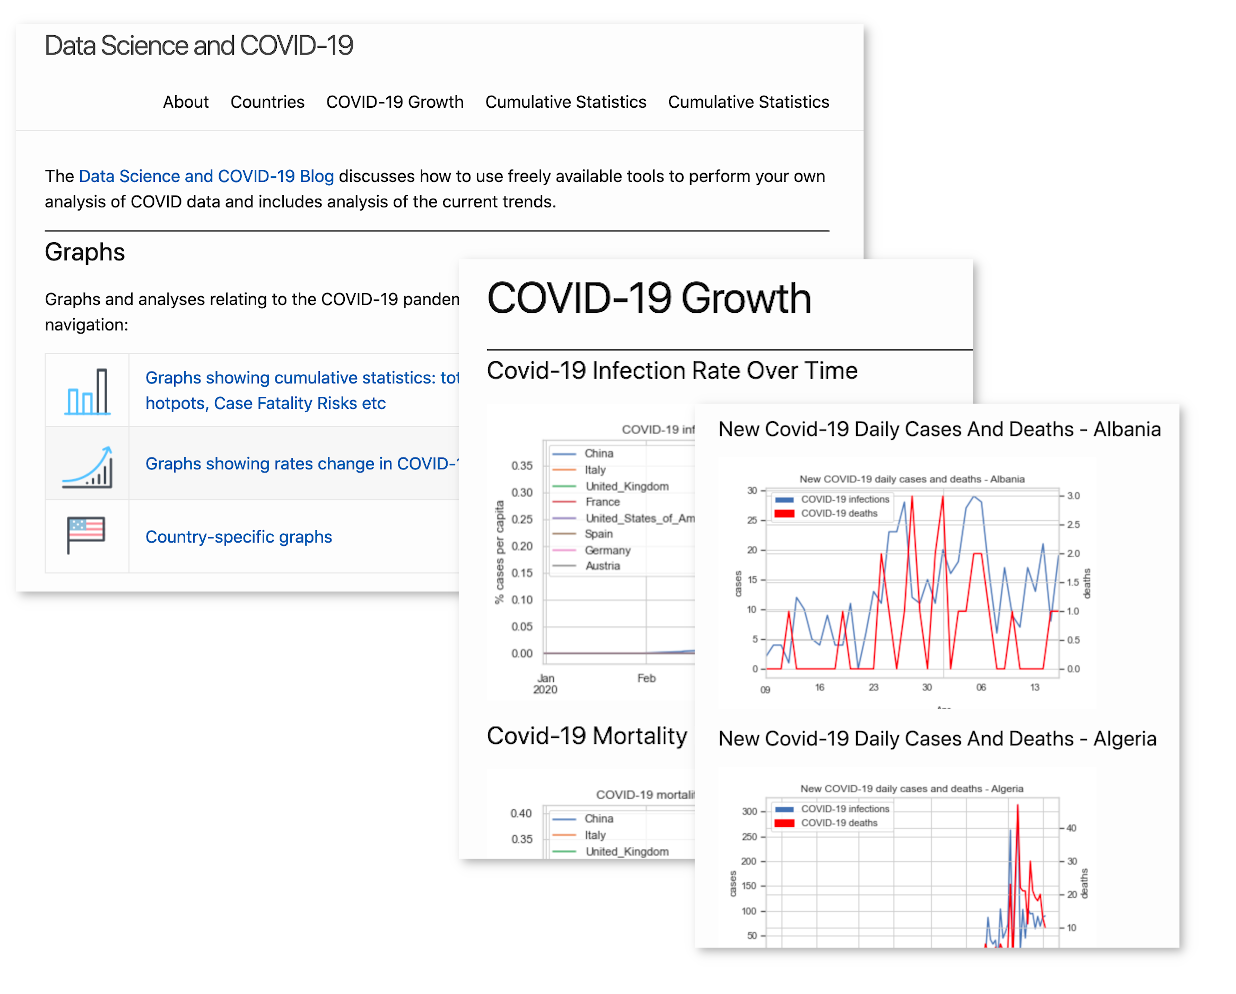 Data Science and COVID-19
About Countries COVID-19 Growth Cumulative Statistics Cumulative Statistics
The Data Science and COVID-19 Blog discusses how to use freely available tools to perform your own
analysis of COVID data and includes analysis of the current trends.
Graphs
Graphs and analyses relating to the COVID-19 pandem
navigation:
Graphs showing cumulative statistics: tot
hotpots, Case Fatality Risks etc
Graphs showing rates change in COVID-1
Country-specific graphs
COVID-19 Growth
Covid-19 Infection Rate Over Time
COVID-19 inf
China
Italy
United_Kingdom
France
United_States_of_Am
Spain
Germany
Austria
% cases per capita
0.35
0.30
0.25
0.20
0.15
0.10
0.05
0.00
Jan Feb
2020
Covid-19 Mortality
COVID-19 mortalit
0.40
0.35
China
Italy
United_Kingdom
New Covid-19 Daily Cases And Deaths - Albania
New COVID-19 daily cases and deaths - Albania
COVID-19 infections
COVID-19 deaths
cases
30
25
20
15
10
5
0
deaths
3.0
2.5
2.0
1.5
1.0
0.5
0.0
09 16 23 30 06 13
New Covid-19 Daily Cases And Deaths - Algeria
New COVID-19 daily cases and deaths - Algeria
COVID-19 infections
COVID-19 deaths
cases
300
250
200
150
100
50
deaths
40
30
20
10